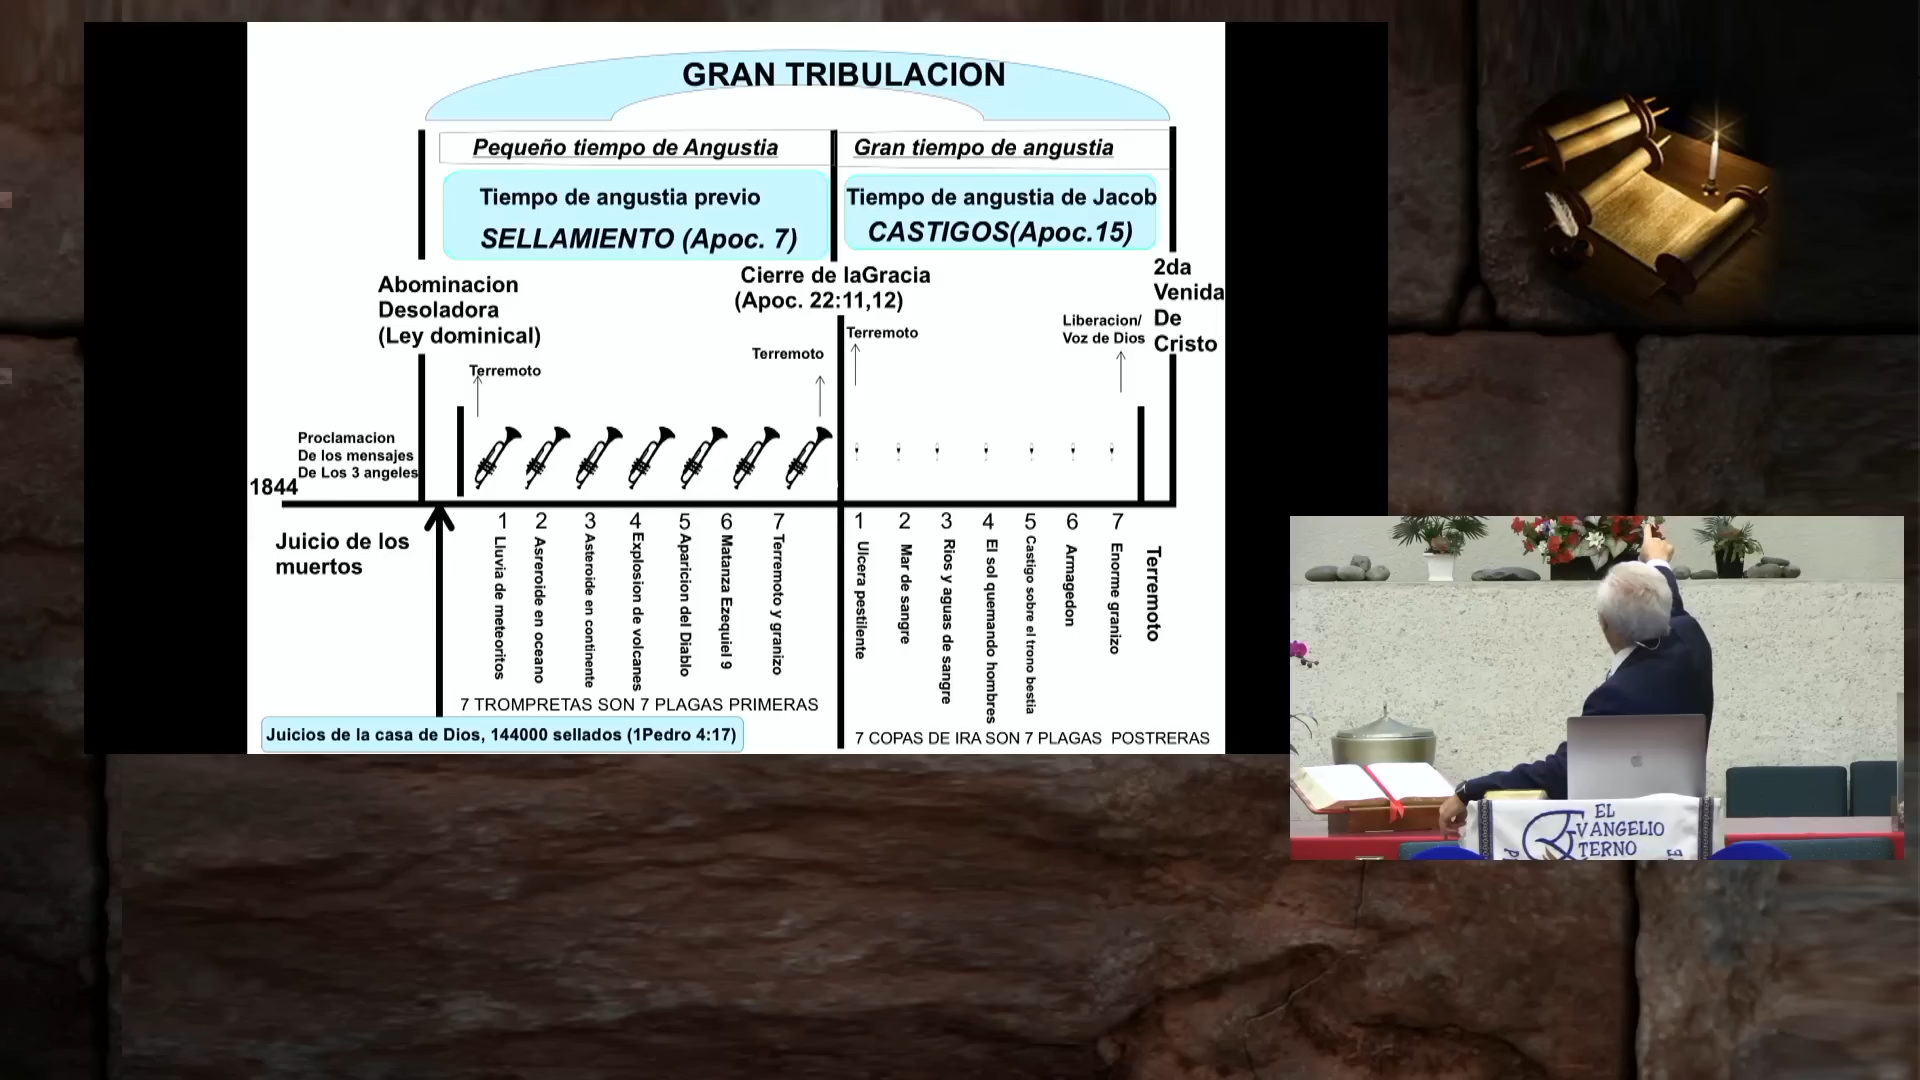 GRAN TRIBULACION
Pequeño tiempo de Angustia
Gran tiempo de angustia
Tiempo de angustia previo
SELLAMIENTO (Apoc. 7)
Tiempo de angustia de Jacob
CASTIGOS(Apoc.15)
Abominacion
Desoladora
(Ley dominical)
Cierre de laGracia
(Apoc. 22:11,12)
2da
Venida
De
Cristo
Terremoto
Terremoto
Terremoto
Liberacion/
Voz de Dios
Proclamacion
De los mensajes
De Los 3 angeles
1844
Juicio de los
muertos
1 Lluvia de meteoritos
2 Asreroide en oceano
3 Asteroide en continente
4 Explosion de volcanes
5 Aparicion del Diablo
6 Matanza Ezequiel 9
7 Terremoto y granizo
1 Ulcera pestilente
2 Mar de sangre
3 Rios y aguas de sangre
4 El sol quemando hombres
5 Castigo sobre el trono bestia
6 Armagedon
7 Enorme granizo
Terremoto
7 TROMPRETAS SON 7 PLAGAS PRIMERAS
Juicios de la casa de Dios, 144000 sellados (1Pedro 4:17)
7 COPAS DE IRA SON 7 PLAGAS POSTRERAS
EL
EVANGELIO
ETERNO